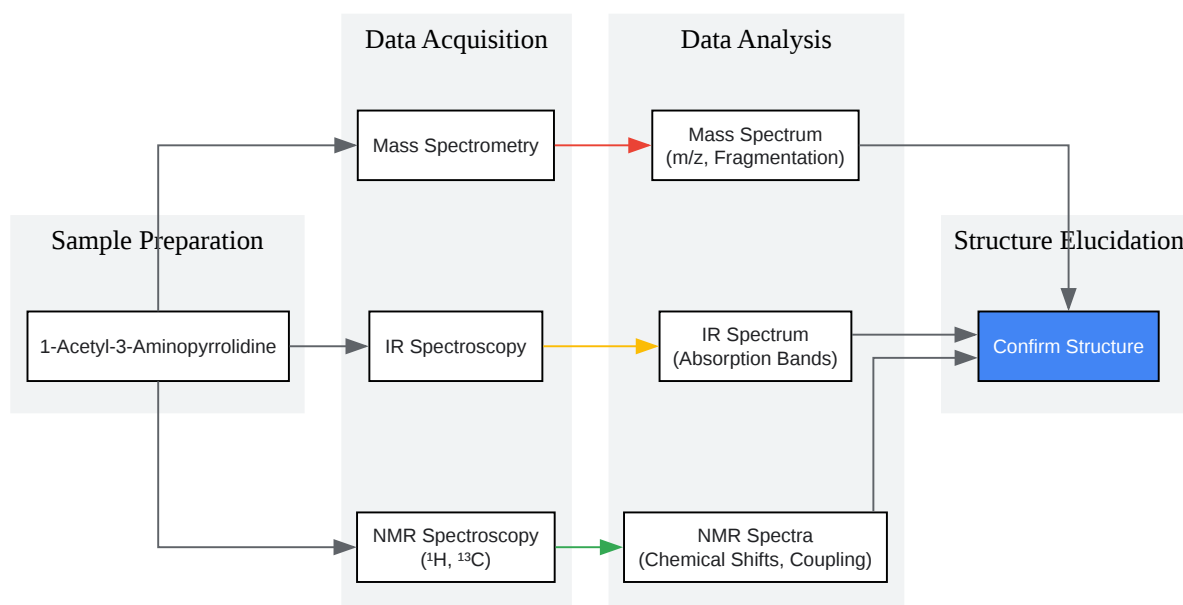 Data Acquisition
Data Analysis
Mass Spectrometry
Mass Spectrum
(m/z, Fragmentation)
Sample Preparation
Structure Elucidation
1-Acetyl-3-Aminopyrrolidine
IR Spectroscopy
IR Spectrum
(Absorption Bands)
Confirm Structure
NMR Spectroscopy
(¹H, ¹³C)
NMR Spectra
(Chemical Shifts, Coupling)